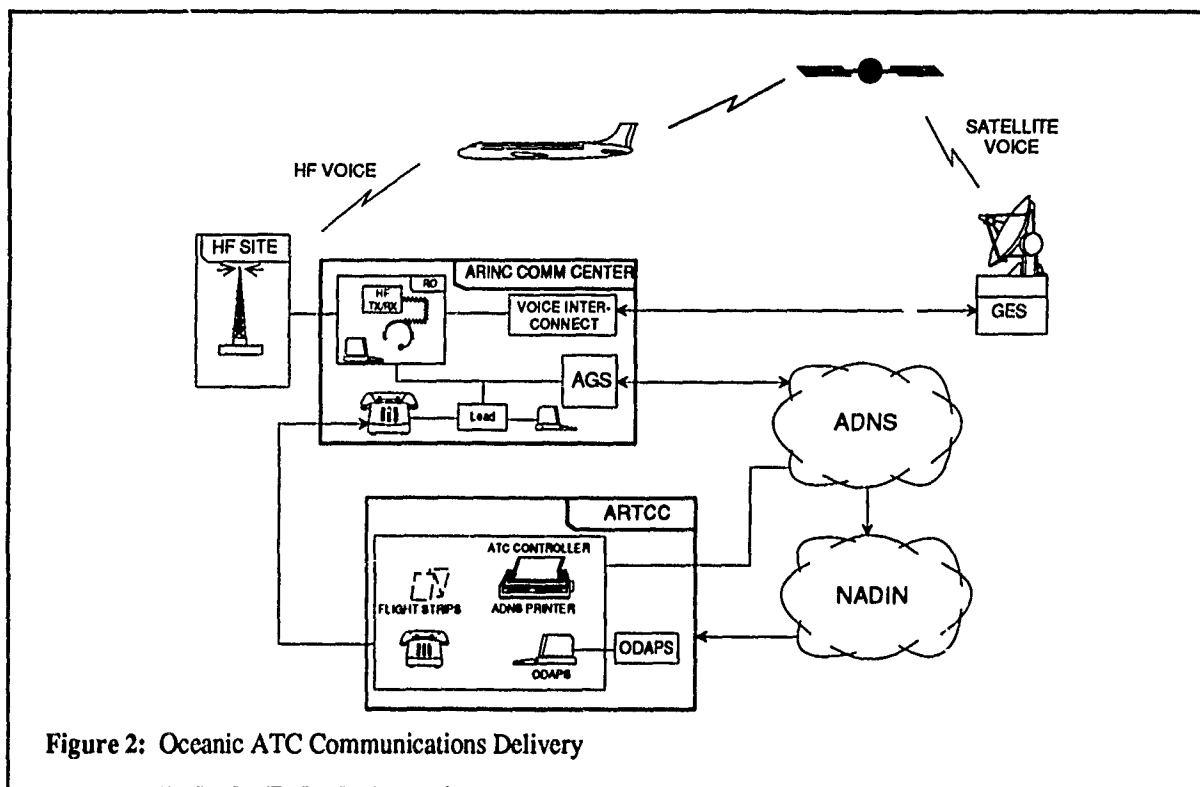 SATELLITE
VOICE
HF VOICE
HF SITE
ARINC COMM CENTER
RO
HF
TX/RX
VOICE INTER-
CONNECT
GES
AGS
Lead
ADNS
ARTCC
ATC CONTROLLER
FLIGHT STRIPS
ADNS PRINTER
NADIN
ODAPS
ODAPS
Figure 2: Oceanic ATC Communications Delivery